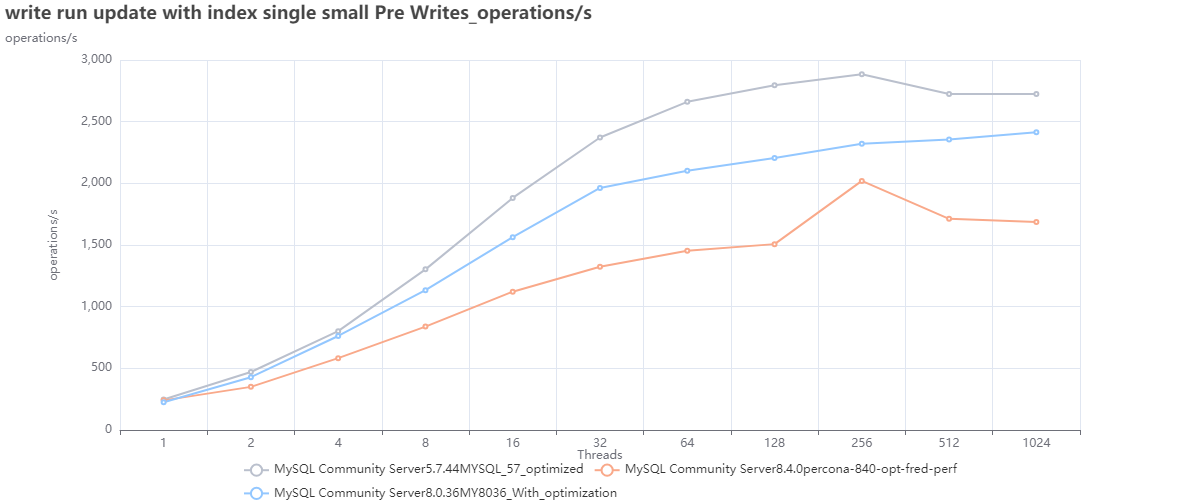 write run update with index single small Pre Writes_operations/s
operations/s
3,000
2,500
2,000
1,500
1,000
500
0
operations/s
1 2 4 8 16 32 64 128 256 512 1024
Threads
MySQL Community Server5.7.44MYSQL_57_optimized MySQL Community Server8.4.0percona-840-opt-fred-perf
MySQL Community Server8.0.36MY8036_With_optimization